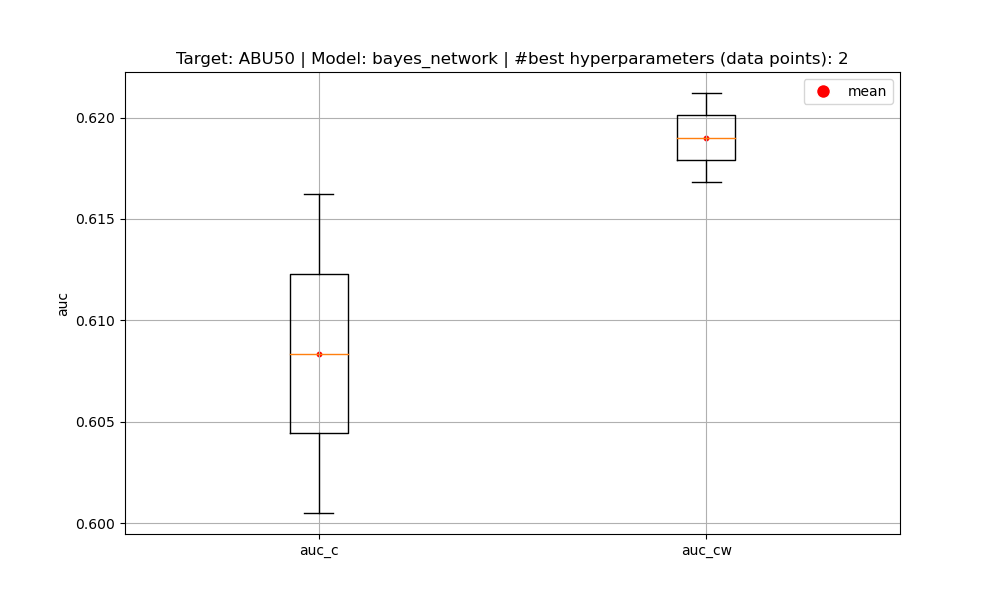 Target: ABU50 | Model: bayes_network | #best hyperparameters (data points): 2
mean
0.620
0.615
0.610
0.605
0.600
auc
auc_c
auc_cw